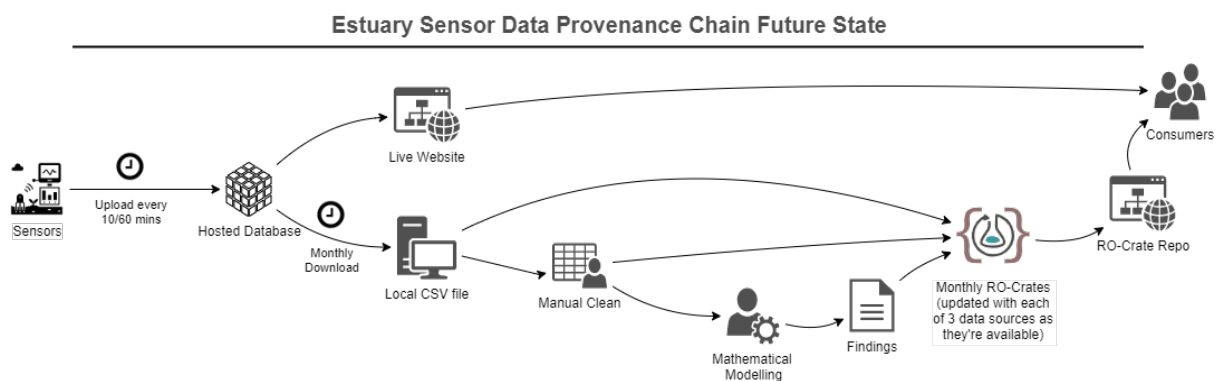 Estuary Sensor Data Provenance Chain Future State
Consumers
Live Website
Upload every
10/60 mins
Sensors
Hosted Database
Monthly
Download
Local CSV file
Manual Clean
Mathematical
Modelling
Findings
Monthly RO-Crates
(updated with each
of 3 data sources as
they're available)
RO-Crate Repo